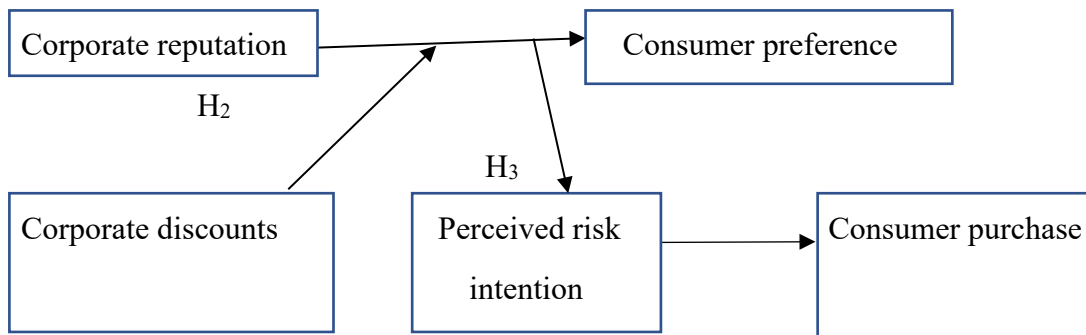 Corporate reputation
Consumer preference
H2
H3
Corporate discounts
Perceived risk
intention
Consumer purchase